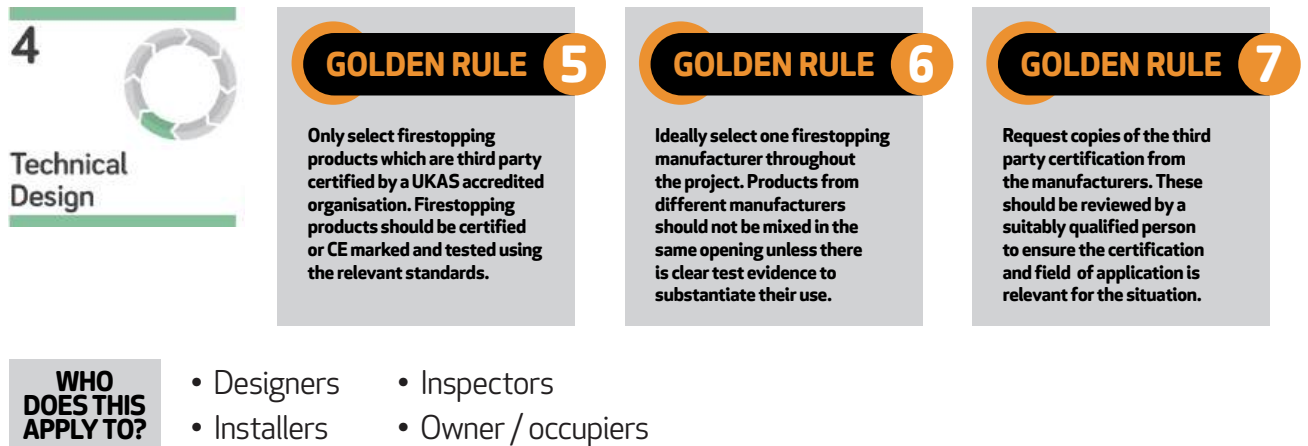 4
Technical
Design
GOLDEN RULE 5
Only select firestopping
products which are third party
certified by a UKAS accredited
organisation. Firestopping
products should be certified
or CE marked and tested using
the relevant standards.
GOLDEN RULE 6
Ideally select one firestopping
manufacturer throughout
the project. Products from
different manufacturers
should not be mixed in the
same opening unless there
is clear test evidence to
substantiate their use.
GOLDEN RULE 7
Request copies of the third
party certification from
the manufacturers. These
should be reviewed by a
suitably qualified person
to ensure the certification
and field of application is
relevant for the situation.
WHO
DOES THIS
APPLY TO?
• Designers
• Installers
• Inspectors
• Owner / occupiers